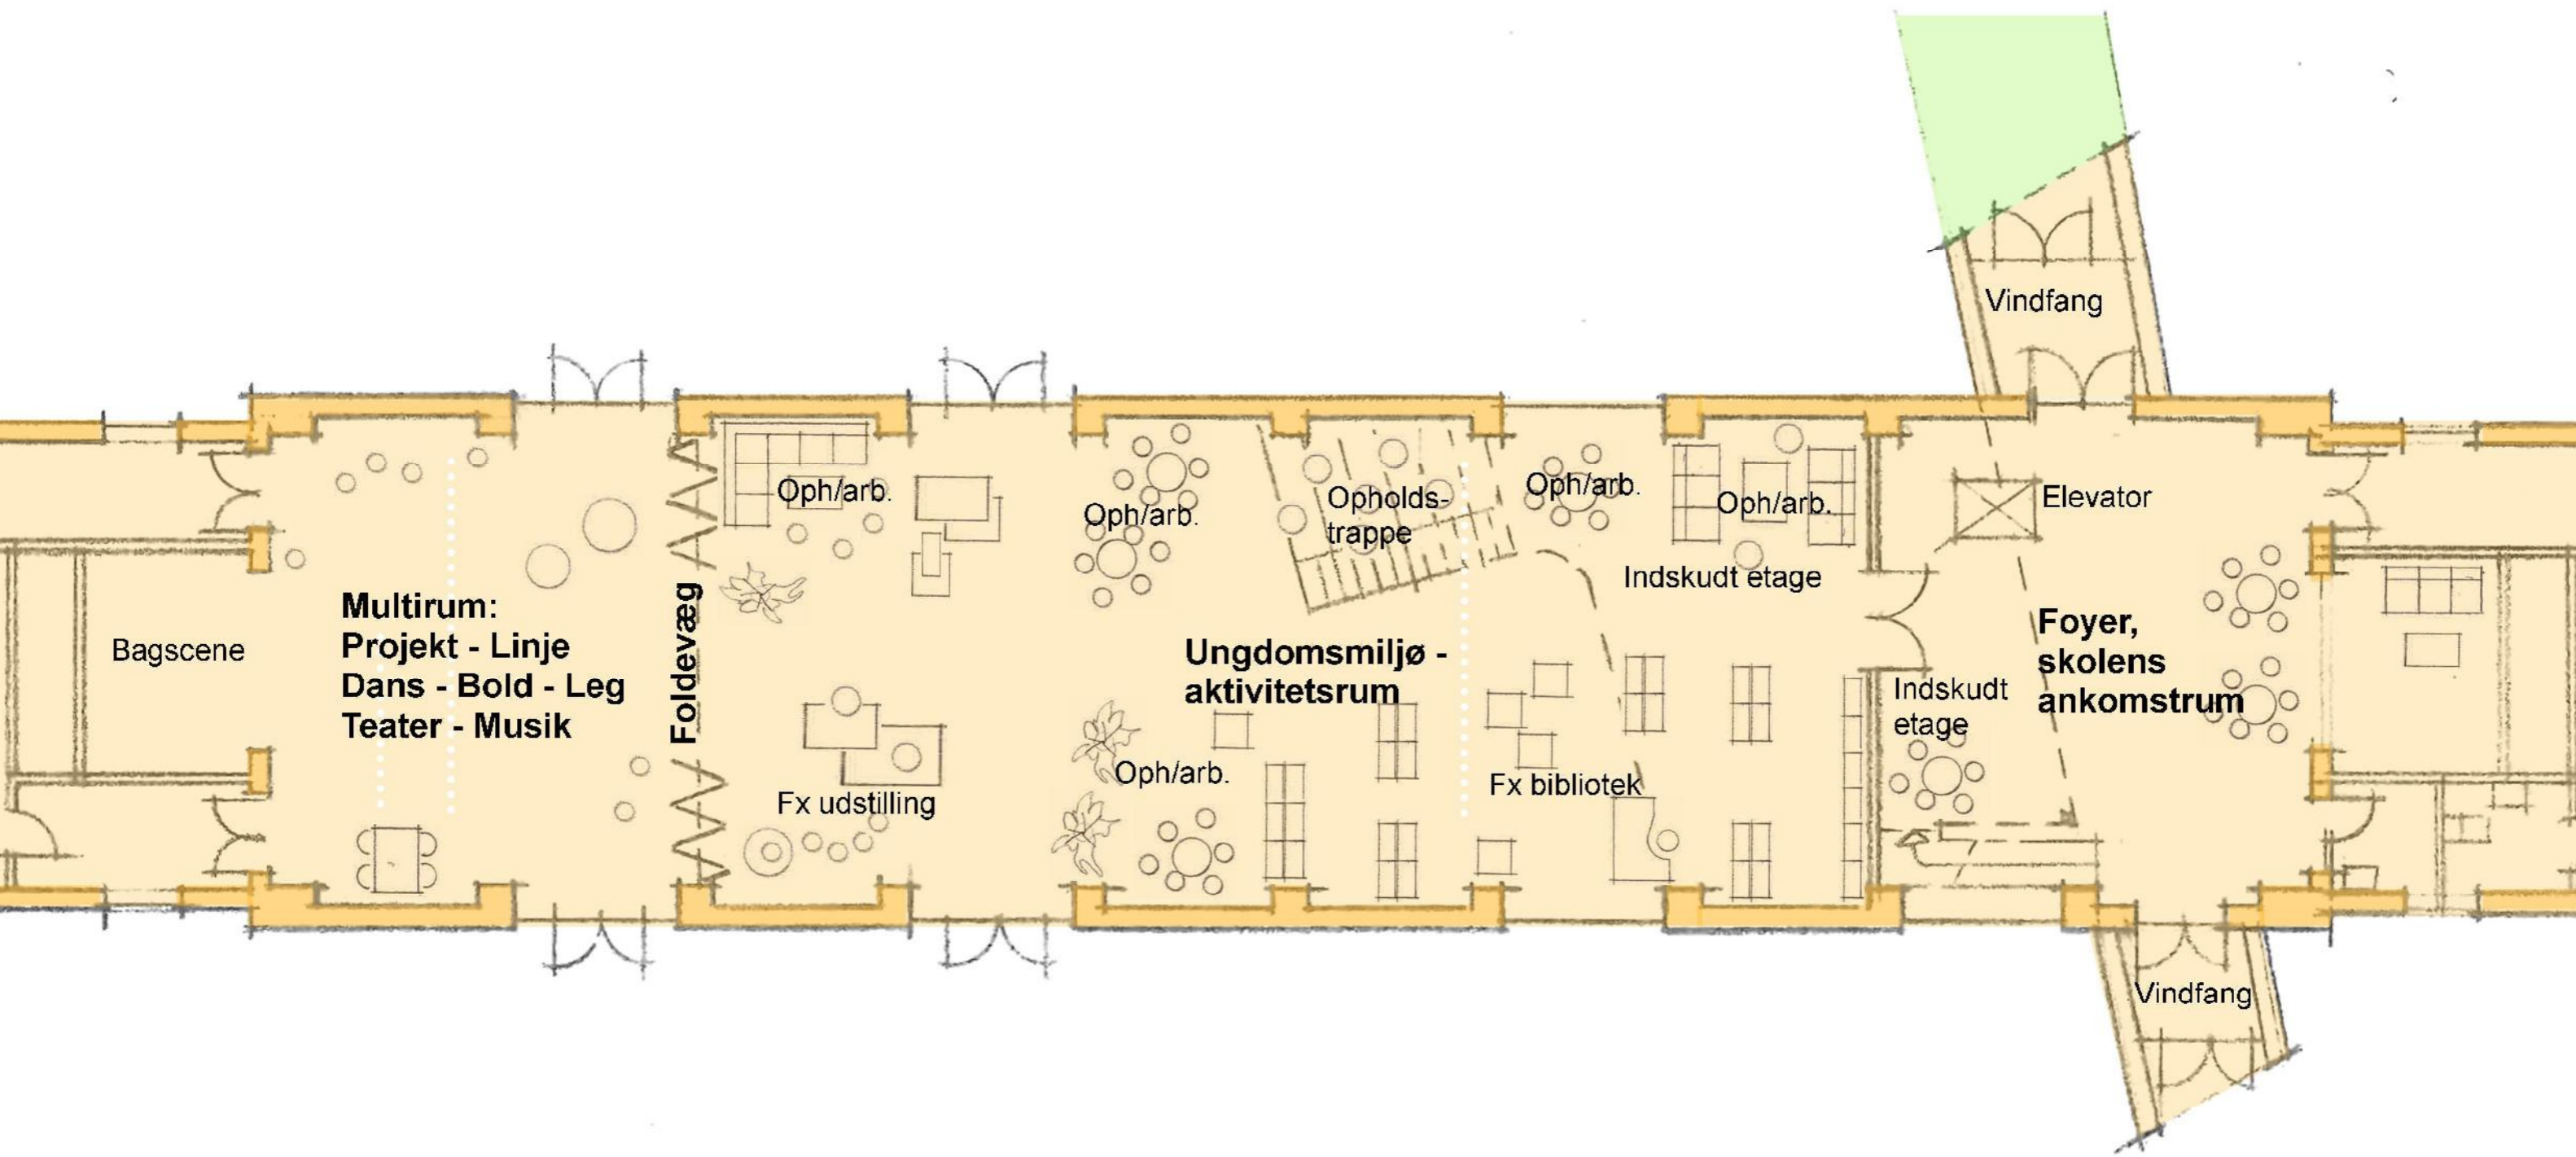 Vindfang
Oph/arb.
Oph/arb.
Opholds-
trappe
Oph/arb.
Oph/arb.
Elevator
Indskudt etage
Bagscene
Multirum:
Projekt - Linje
Dans - Bold - Leg
Teater - Musik
Foldevæg
Ungdomsmiljø -
aktivitetsrum
Foyer,
skolens
ankomstrum
Indskudt
etage
Fx udstilling
Oph/arb.
Fx bibliotek
Vindfang